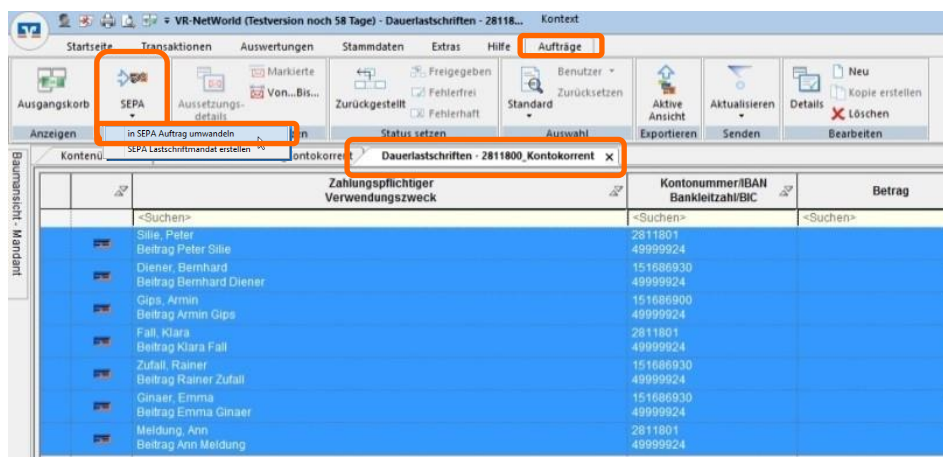 VR-NetWorld (Testversion noch 58 Tage) - Dauerlastschriften - 28118... Kontext
Startseite Transaktionen Auswertungen Stammdaten Extras Hilfe Aufträge
Ausgangskorb
SEPA
Aussetzungs-
details
Markierte
Von...Bis...
Zurückgestellt
Freigegeben
Fehlerfrei
Fehlerhaft
Standard
Benutzer
Zurücksetzen
Aktive
Ansicht
Aktualisieren
Details
Neu
Kopie erstellen
Löschen
Anzeigen Status setzen Auswahl Exportieren Senden Bearbeiten
in SEPA Auftrag umwandeln
SEPA Lastschriftmandat erstellen
Dauerlastschriften - 2811800_Kontokorrent x
Baumansicht - Mandant
Zahlungspflichtiger
Verwendungszweck
Kontonummer/IBAN
Bankleitzahl/BIC
Betrag
<Suchen> <Suchen> <Suchen>
Silie, Peter 2811801
Beitrag Peter Silie 49999924
Diener, Bernhard 151686930
Beitrag Bernhard Diener 49999924
Gips, Armin 151686900
Beitrag Armin Gips 49999924
Fall, Klara 2811801
Beitrag Klara Fall 49999924
Zufall, Rainer 151686930
Beitrag Rainer Zufall 49999924
Ginaer, Emma 151686930
Beitrag Emma Ginaer 49999924
Meldung, Ann 2811801
Beitrag Ann Meldung 49999924